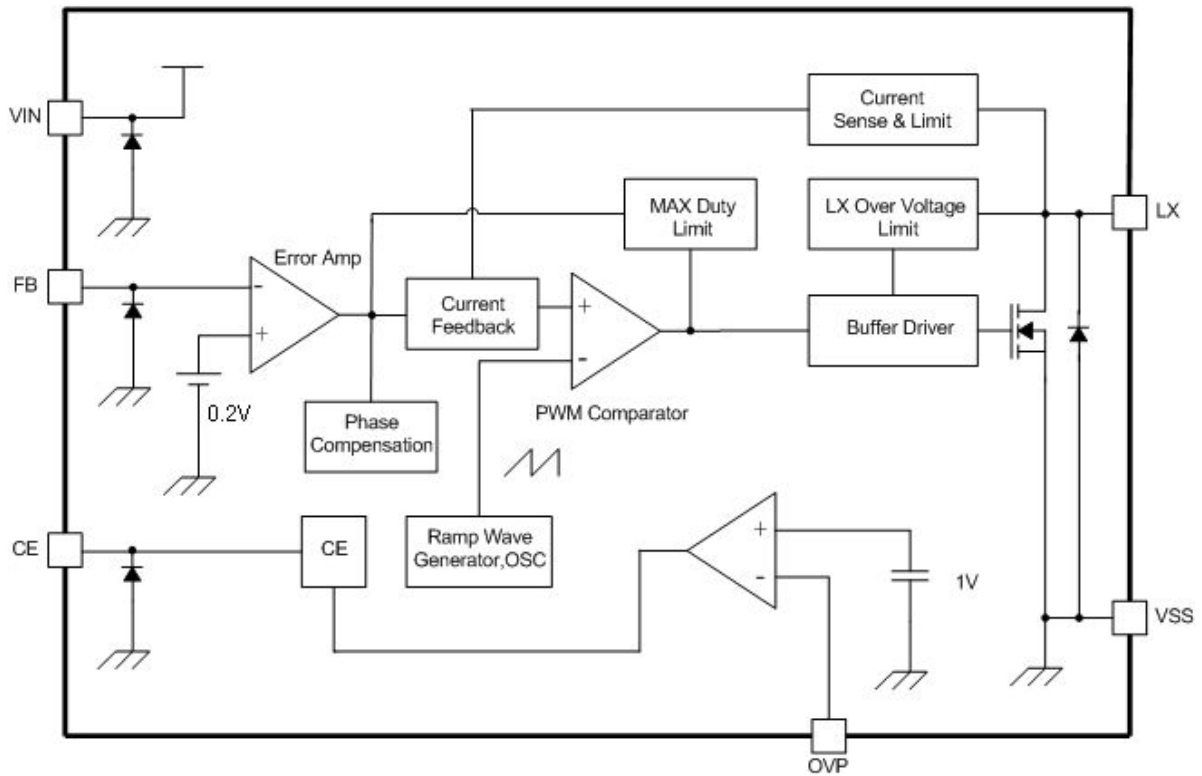 Current
Sense & Limit
VIN
MAX Duty
Limit
LX Over Voltage
Limit
LX
Error Amp
FB
-
+
Current
Feedback
+
-
Buffer Driver
0.2V
Phase
Compensation
PWM Comparator
CE
CE
Ramp Wave
Generator,OSC
+
-
1V
VSS
OVP